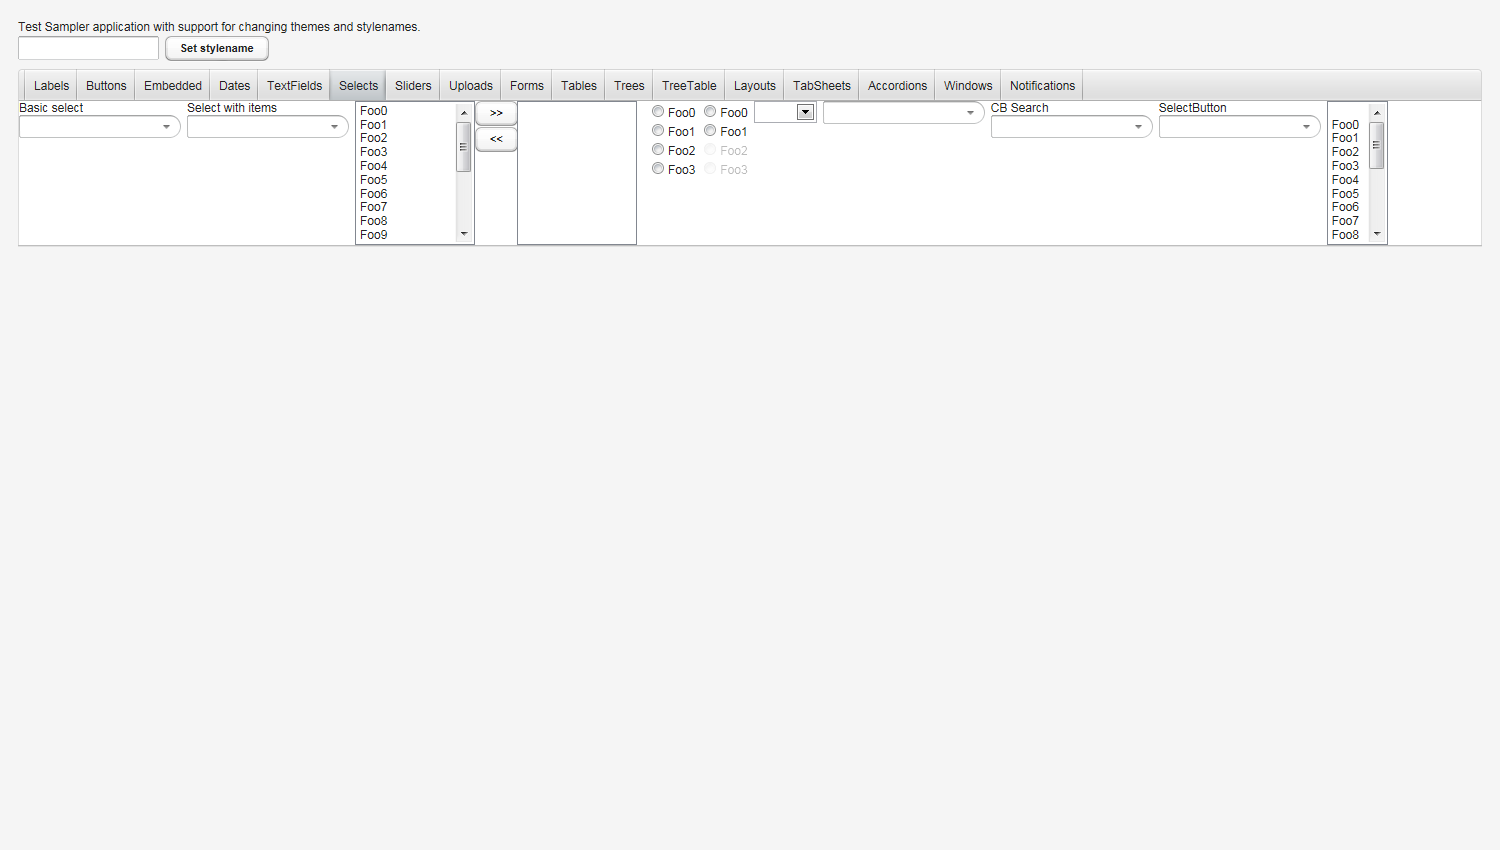 Test Sampler application with support for changing themes and stylenames.
Set stylename
Labels Buttons Embedded Dates TextFields Selects Sliders Uploads Forms Tables Trees TreeTable Layouts TabSheets Accordions Windows Notifications
Basic select
Select with items
Foo0
Foo1
Foo2
Foo3
Foo4
Foo5
Foo6
Foo7
Foo8
Foo9
>>
<<
Foo0
Foo1
Foo2
Foo3
Foo0
Foo1
Foo2
Foo3
CB Search
SelectButton
Foo0
Foo1
Foo2
Foo3
Foo4
Foo5
Foo6
Foo7
Foo8